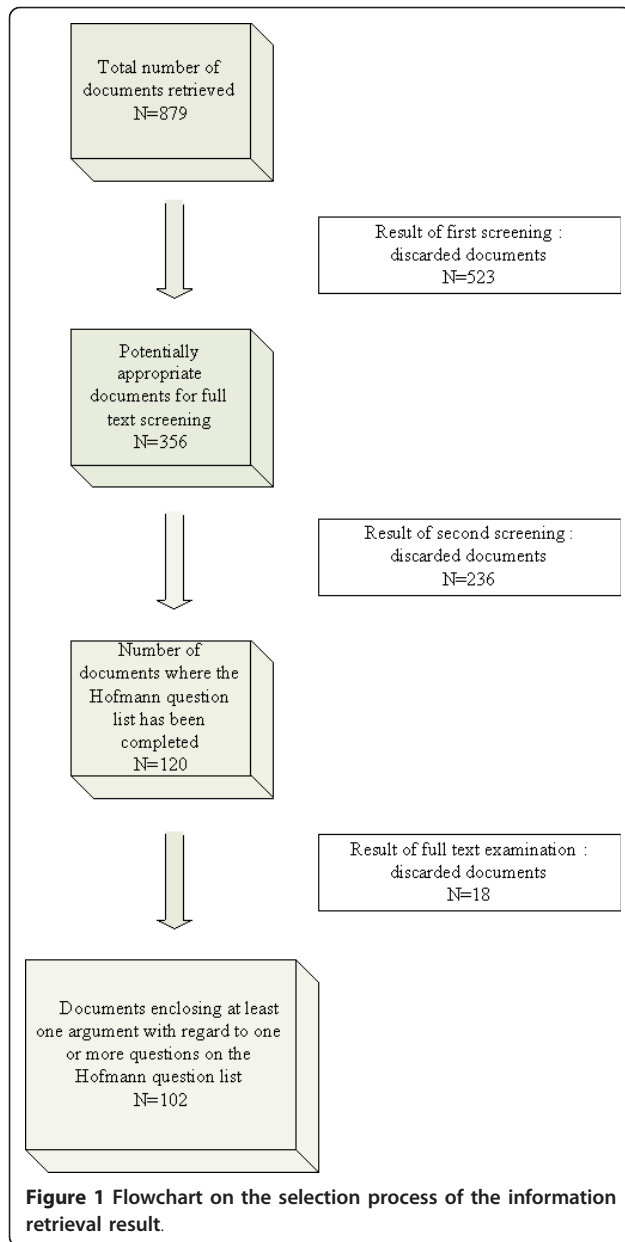 Total number of
documents retrieved
N=879
Result of first screening :
discarded documents
N=523
Potentially
appropriate
documents for full
text screening
N=356
Result of second screening :
discarded documents
N=236
Number of
documents where the
Hofmann question
list has been
completed
N=120
Result of full text examination :
discarded documents
N=18
Documents enclosing at least
one argument with regard to one
or more questions on the
Hofmann question list
N=102
Figure 1 Flowchart on the selection process of the information
retrieval result.